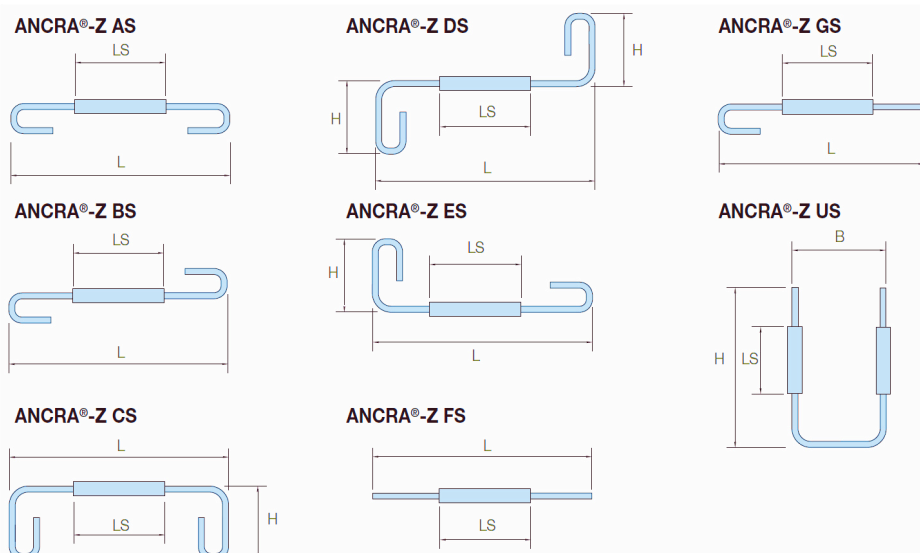 ANCRA®-Z AS
LS
L
ANCRA®-Z DS
H
H
LS
L
ANCRA®-Z GS
LS
L
ANCRA®-Z BS
LS
L
ANCRA®-Z ES
H
LS
L
ANCRA®-Z US
B
H
LS
ANCRA®-Z CS
L
LS
H
ANCRA®-Z FS
L
LS